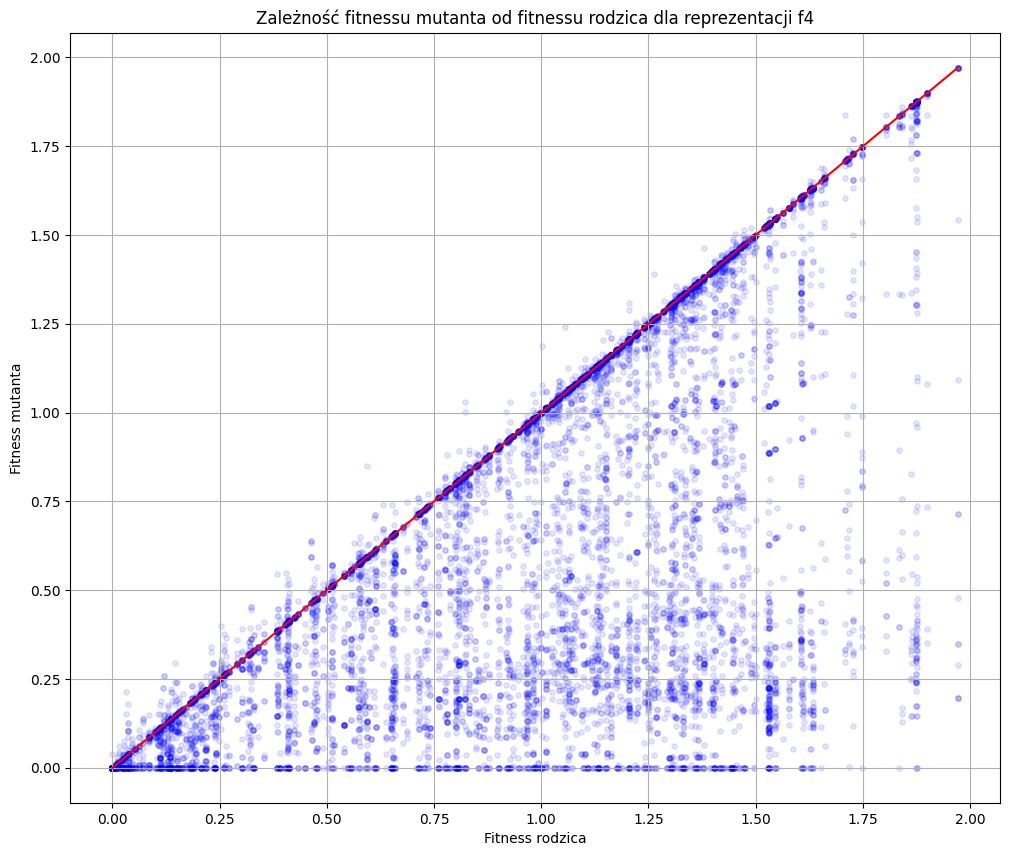 Zależność fitnessu mutanta od fitnessu rodzica dla reprezentacji f4
2.00
1.75
1.50
1.25
1.00
0.75
0.50
0.25
0.00
Fitness mutanta
0.00 0.25 0.50 0.75 1.00 1.25 1.50 1.75 2.00
Fitness rodzica